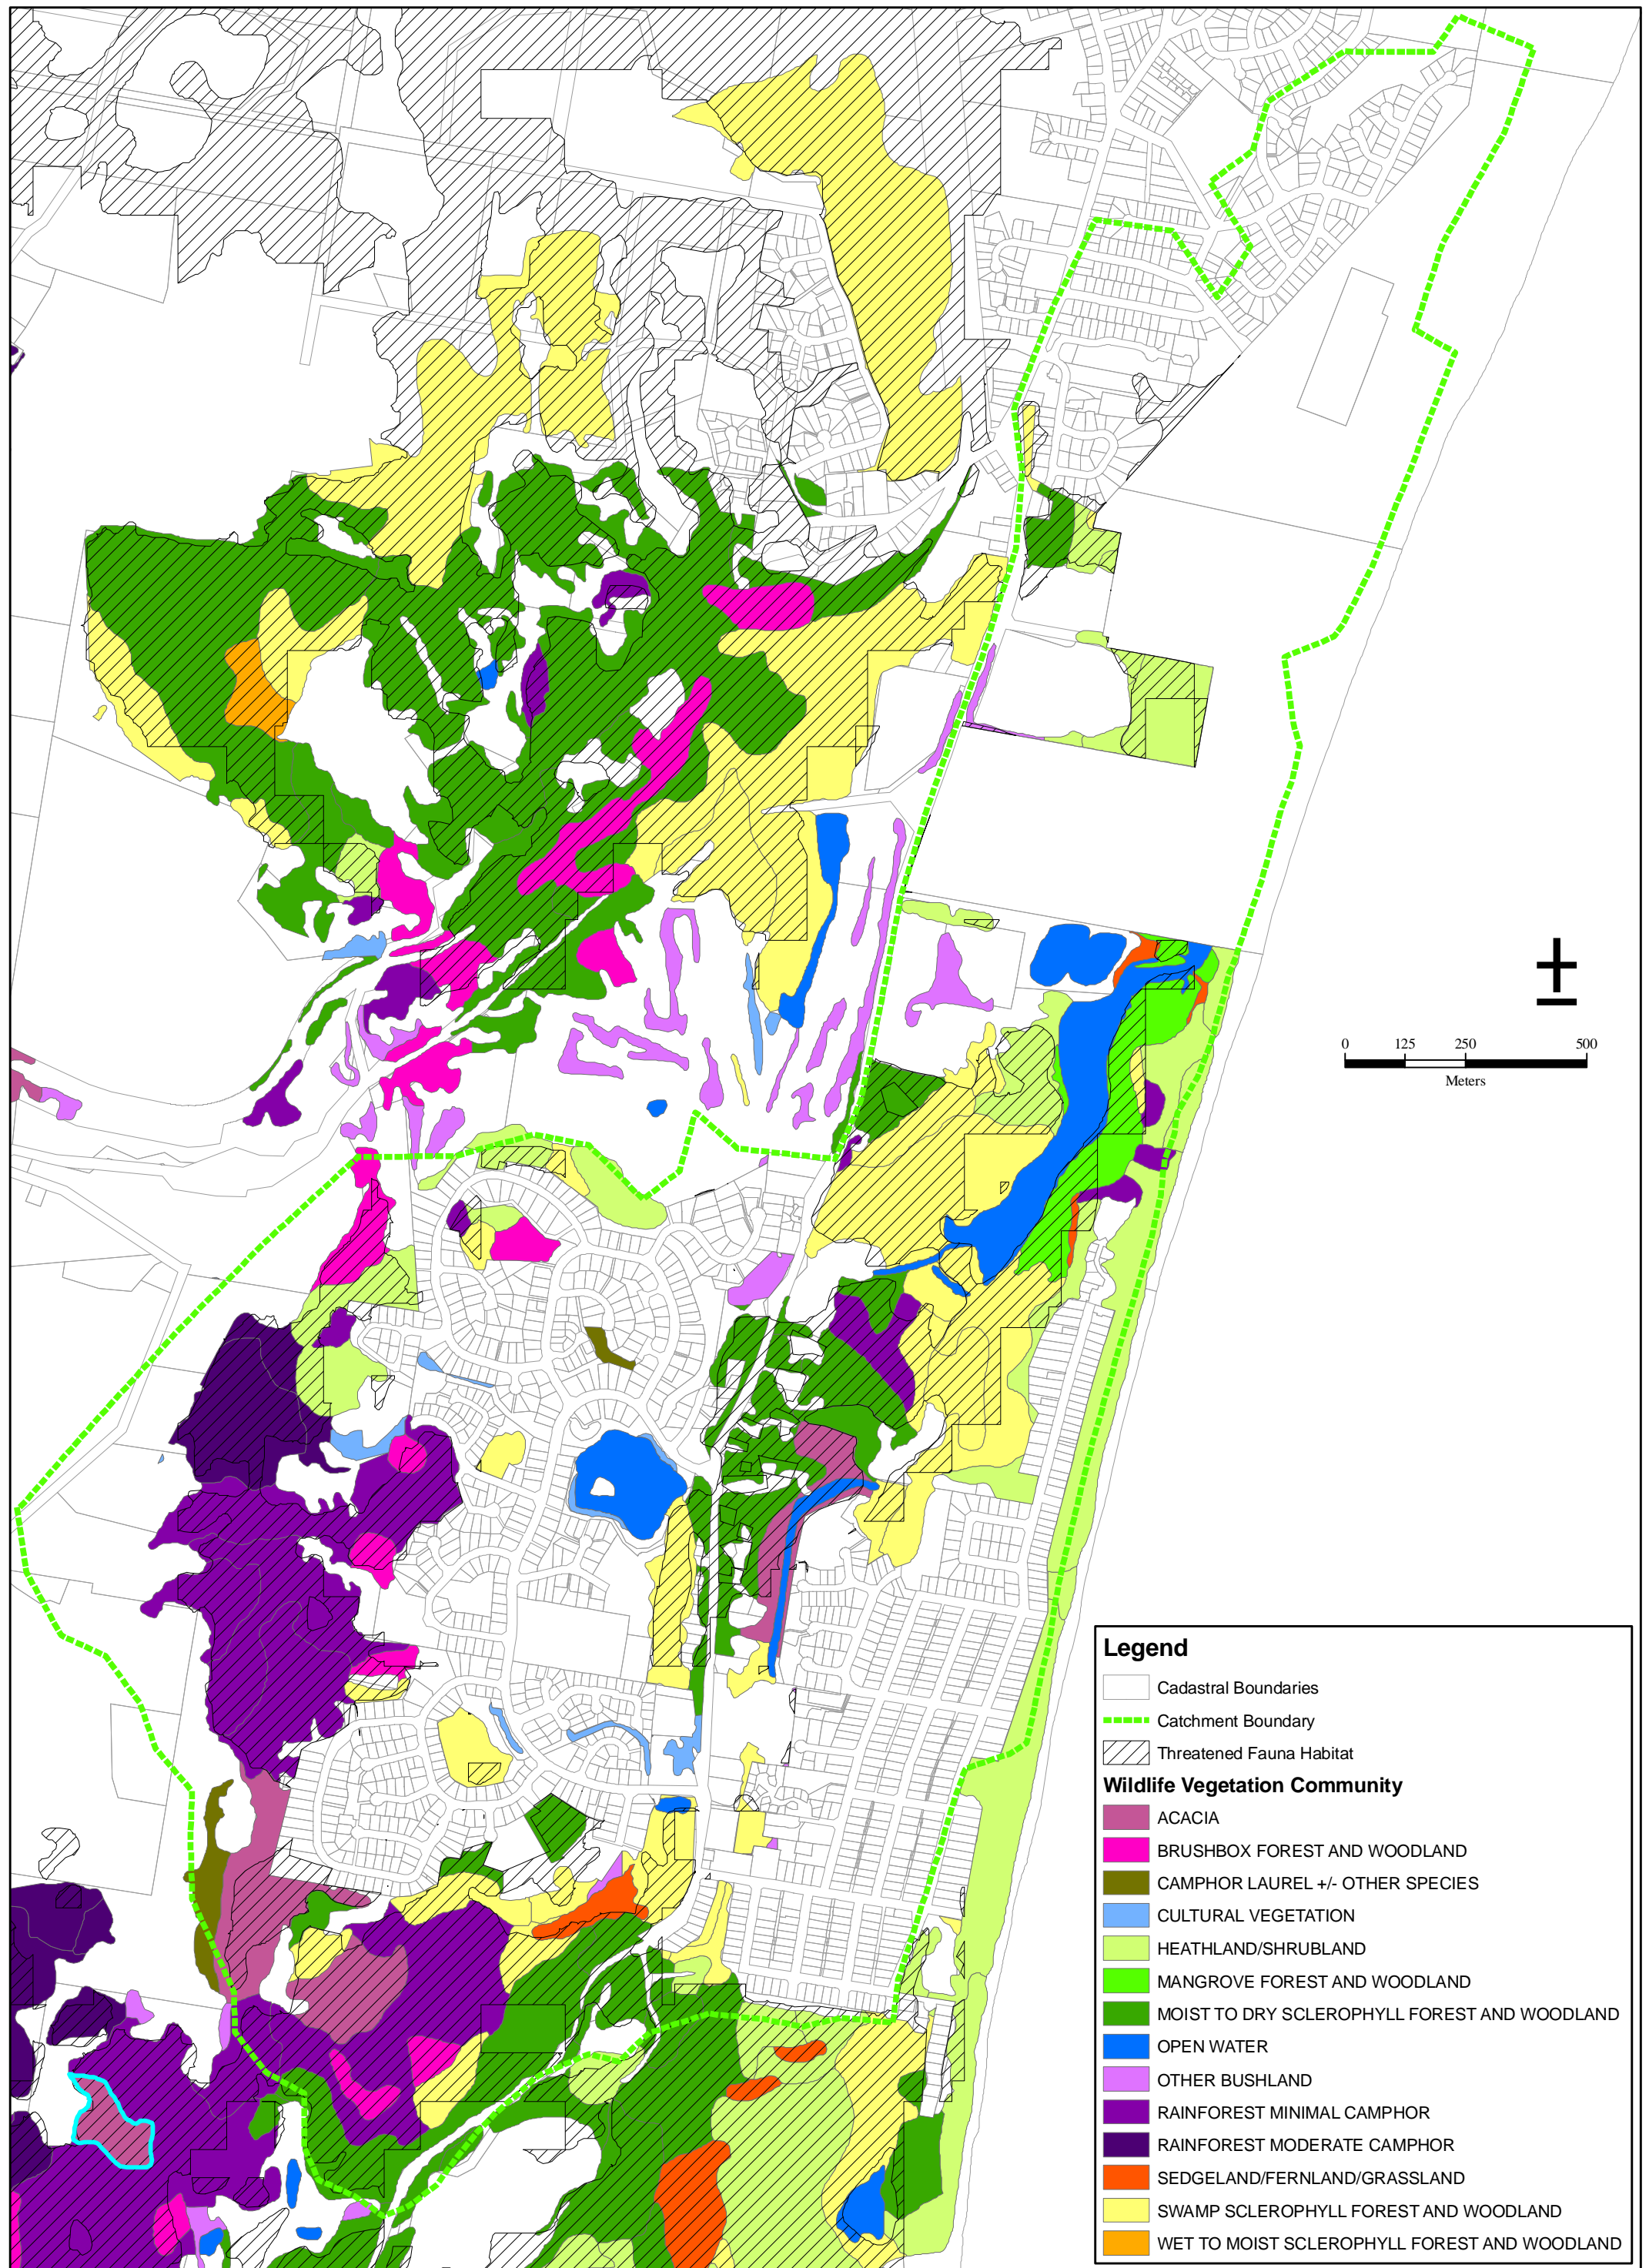 0 125 250 500
Meters
Legend
Cadastral Boundaries
Catchment Boundary
Threatened Fauna Habitat
Wildlife Vegetation Community
ACACIA
BRUSHBOX FOREST AND WOODLAND
CAMPHOR LAUREL +/- OTHER SPECIES
CULTURAL VEGETATION
HEATHLAND/SHRUBLAND
MANGROVE FOREST AND WOODLAND
MOIST TO DRY SCLEROPHYLL FOREST AND WOODLAND
OPEN WATER
OTHER BUSHLAND
RAINFOREST MINIMAL CAMPHOR
RAINFOREST MODERATE CAMPHOR
SEDGELAND/FERNLAND/GRASSLAND
SWAMP SCLEROPHYLL FOREST AND WOODLAND
WET TO MOIST SCLEROPHYLL FOREST AND WOODLAND